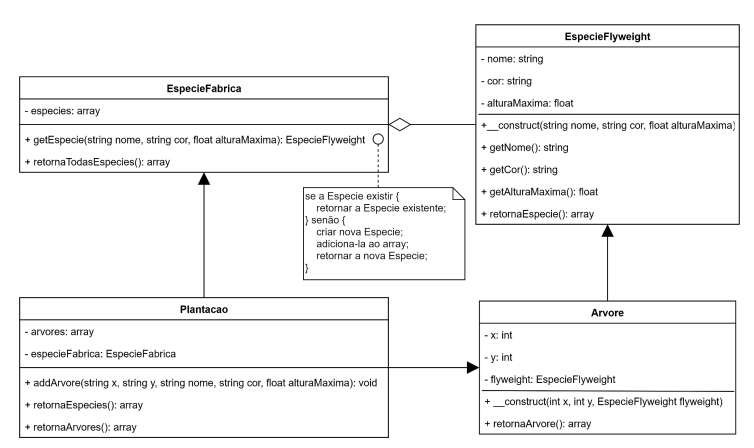 EspecieFlyweight
- nome: string
- cor: string
- alturaMaxima: float
+__construct(string nome, string cor, float alturaMaxima)
+ getNome(): string
+ getCor(): string
+ getAlturaMaxima(): float
+ retornaEspecie(): array
EspecieFabrica
- especies: array
+ getEspecie(string nome, string cor, float alturaMaxima): EspecieFlyweight
+ retornaTodasEspecies(): array
se a Especie existir {
retornar a Especie existente;
} senão {
criar nova Especie;
adiciona-la ao array;
retornar a nova Especie;
}
Plantacao
- arvores: array
- especieFabrica: EspecieFabrica
+ addArvore(string x, string y, string nome, string cor, float alturaMaxima): void
+ retornaEspecies(): array
+ retornaArvores(): array
Arvore
- x: int
- y: int
- flyweight: EspecieFlyweight
+ __construct(int x, int y, EspecieFlyweight flyweight)
+ retornaArvore(): array